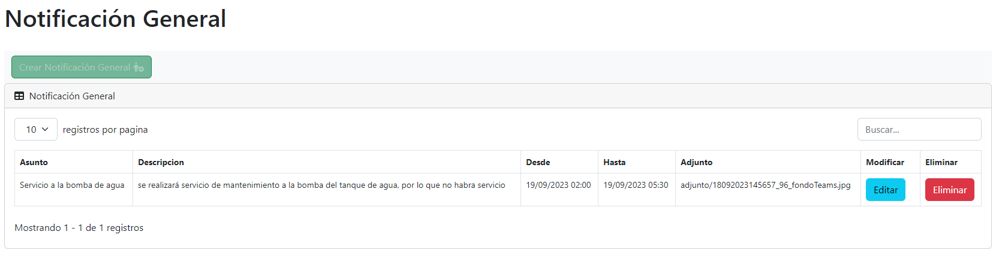 Notificación General
Crear Notificación General
Notificación General
10 registros por pagina
Buscar...
Asunto Descripcion Desde Hasta Adjunto Modificar Eliminar
Servicio a la bomba de agua se realizará servicio de mantenimiento a la bomba del tanque de agua, por lo que no habra servicio 19/09/2023 02:00 19/09/2023 05:30 adjunto/18092023145657_96_fondoTeams.jpg Editar Eliminar
Mostrando 1 - 1 de 1 registros